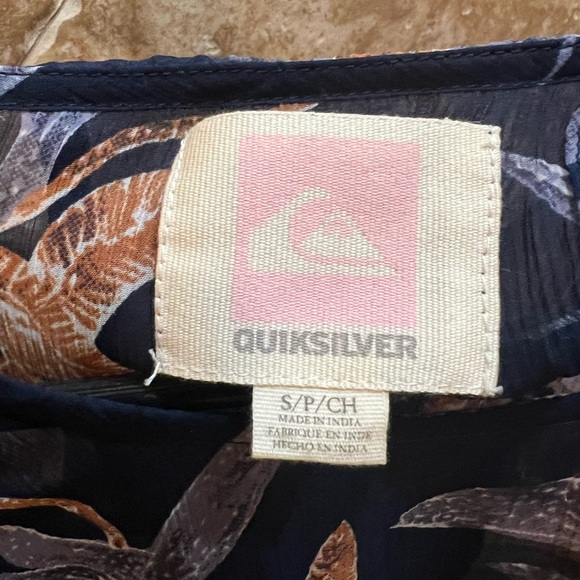 QUIKSILVER
S/P/CH
MADE IN INDIA
FABRIQUE EN INDE
HECHO EN INDIA